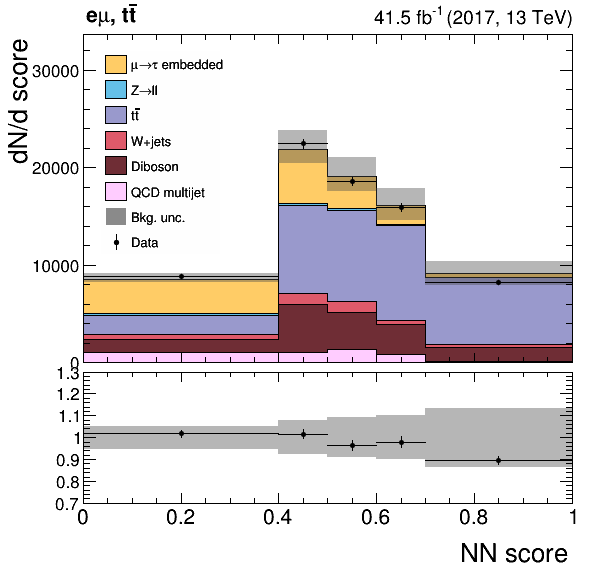 eμ, tt̄
41.5 fb⁻¹ (2017, 13 TeV)
dN/d score
30000
20000
10000
0
μ→τ embedded
Z→ll
tt̄
W+jets
Diboson
QCD multijet
Bkg. unc.
Data
1.3
1.2
1.1
1
0.9
0.8
0.7
0 0.2 0.4 0.6 0.8 1
NN score